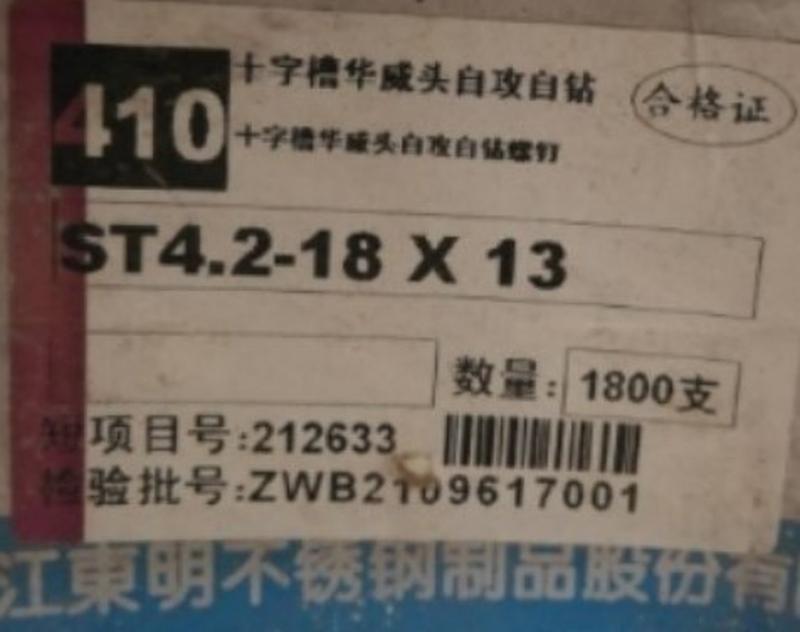 410
十字槽华威头自攻自钻
合格证
十字槽华威头自攻自钻螺钉
ST4.2-18 X 13
数量: 1800支
短项目号:212633
检验批号:ZWB2109617001
江東明不锈钢制品股份有